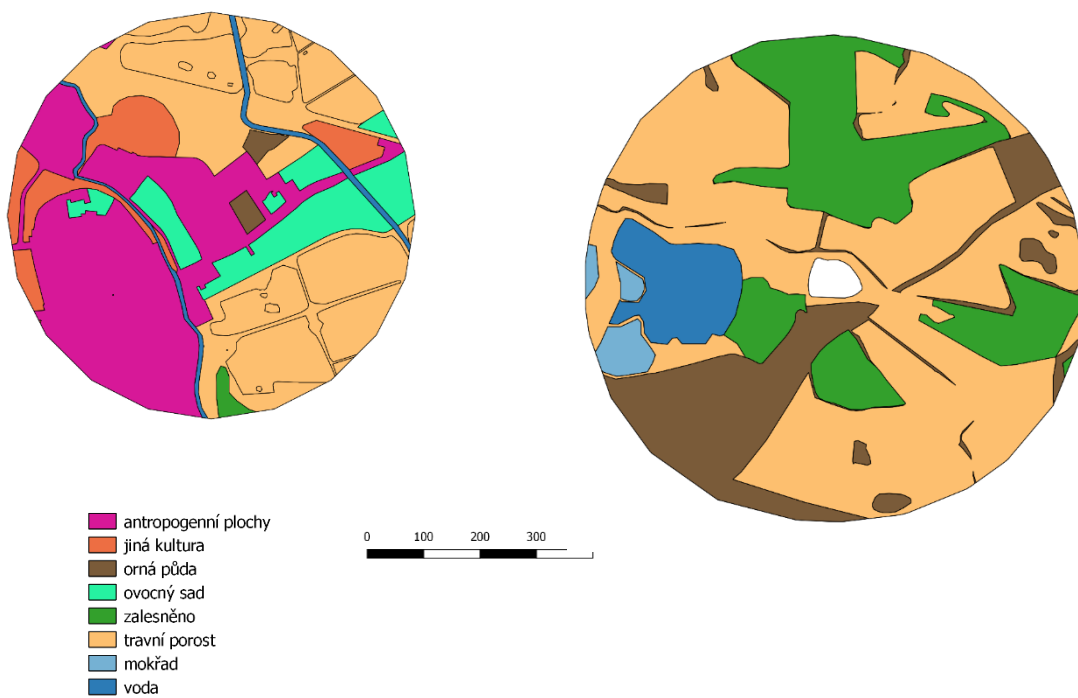 antropogenní plochy
jiná kultura
orná půda
ovocný sad
zalesněno
travní porost
mokřad
voda
0 100 200 300